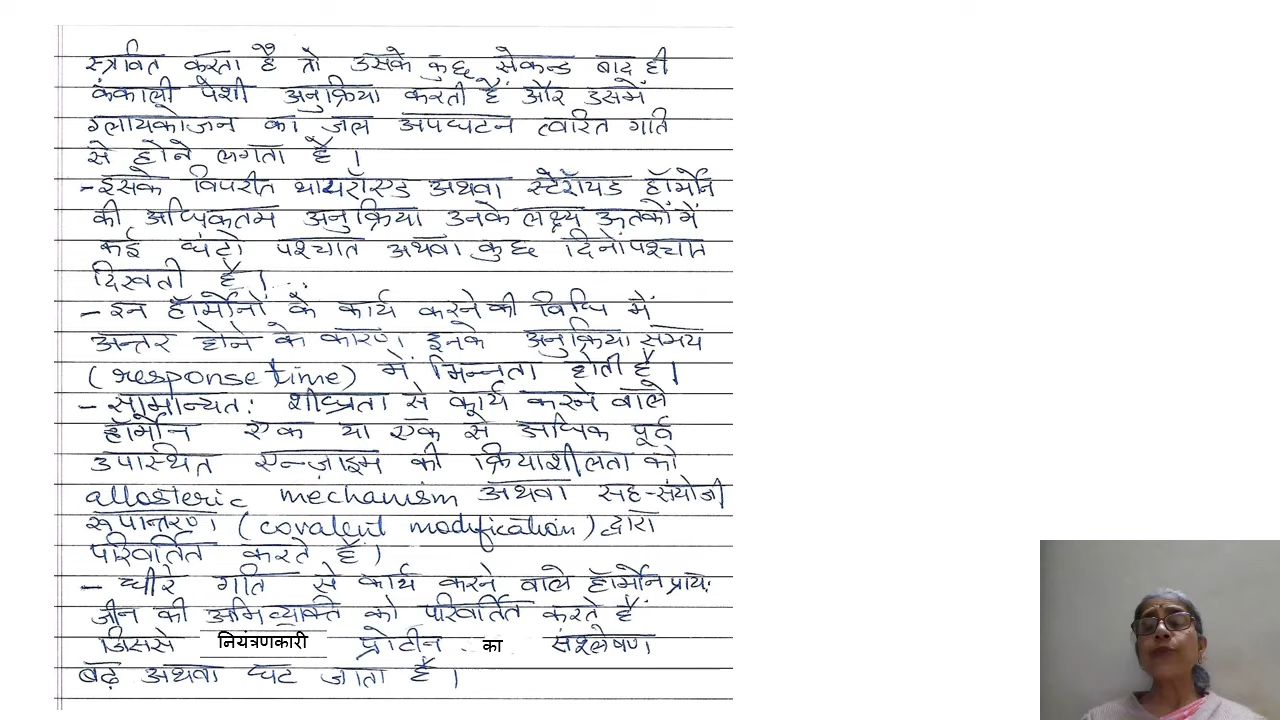 स्त्रवित करता है तो उसके कुछ सेकन्ड बाद ही
कंकाली पेशी अनुक्रिया करती है और उसमें
ग्लायकोजन का जल अपघटन त्वरित गति
से होने लगता है ।
- इसके विपरीत थायरॉएड अथवा स्टेरॉयड हॉर्मोन
की अधिकतम अनुक्रिया उनके लक्ष्य ऊतकों में
कई घंटो पश्चात अथवा कुछ दिनों पश्चात
दिखती है ।
- इन हॉर्मोनों के कार्य करने की विधि में
अन्तर होने के कारण इनके अनुक्रिया समय
(response time) में भिन्नता होती है ।
- सामान्यत: शीघ्रता से कार्य करने वाले
हॉर्मोन एक या एक से अधिक पूर्व
उपस्थित एन्ज़ाइम की क्रियाशीलता को
allosteric mechanism अथवा सह-संयोजी
रूपान्तरण (covalent modification) द्वारा
परिवर्तित करते हैं ।
- धीरे गति से कार्य करने वाले हॉर्मोन प्राय:
जीन की अभिव्यक्ति को परिवर्तित करते हैं
जिससे नियंत्रणकारी प्रोटीन का संश्लेषण
बढ़ अथवा घट जाता है ।